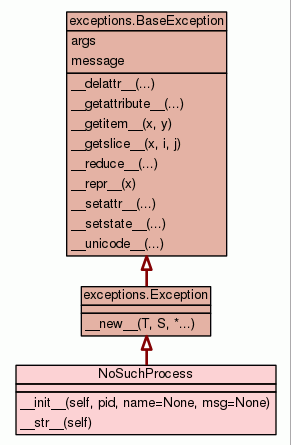 exceptions.BaseException
args
message
__delattr__(...)
__getattribute__(...)
__getitem__(x, y)
__getslice__(x, i, j)
__reduce__(...)
__repr__(x)
__setattr__(...)
__setstate__(...)
__unicode__(...)
exceptions.Exception
__new__(T, S, *...)
NoSuchProcess
__init__(self, pid, name=None, msg=None)
__str__(self)